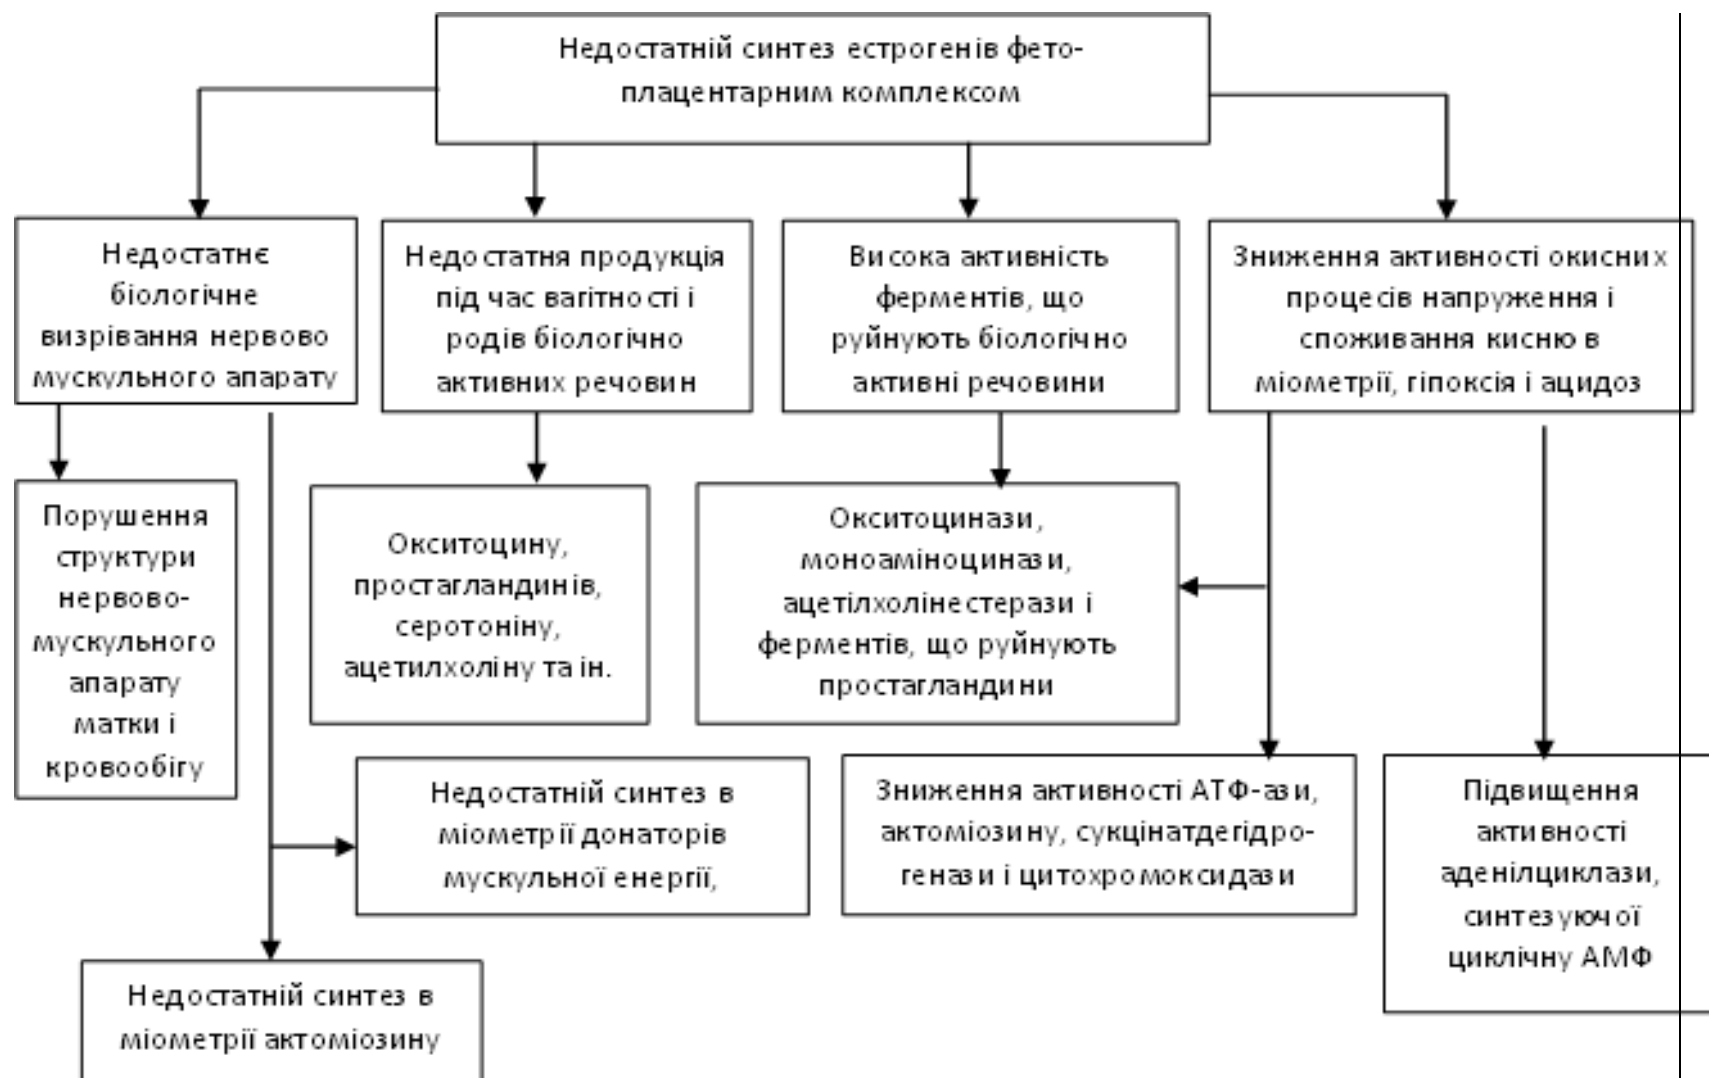 Недостатній синтез естрогенів фето-
плацентарним комплексом
Недостатнє
біологічне
визрівання нервово
мускульного апарату
Недостатня продукція
під час вагітності і
родів біологічно
активних речовин
Висока активність
ферментів, що
руйнують біологічно
активні речовини
Зниження активності окисних
процесів напруження і
споживання кисню в
міометрії, гіпоксія і ацидоз
Порушення
структури
нервово-
мускульного
апарату
матки і
кровообігу
Окситоцину,
простагландинів,
серотоніну,
ацетилхоліну та ін.
Окситоцинази,
моноаміноцинази,
ацетілхолінестерази і
ферментів, що руйнують
простагландини
Недостатній синтез в
міометрії донаторів
мускульної енергії,
Зниження активності АТФ-ази,
актоміозину, сукцінатдегідро-
генази і цитохромоксидази
Підвищення
активності
аденілциклази,
синтезуючої
циклічну АМФ
Недостатній синтез в
міометрії актоміозину